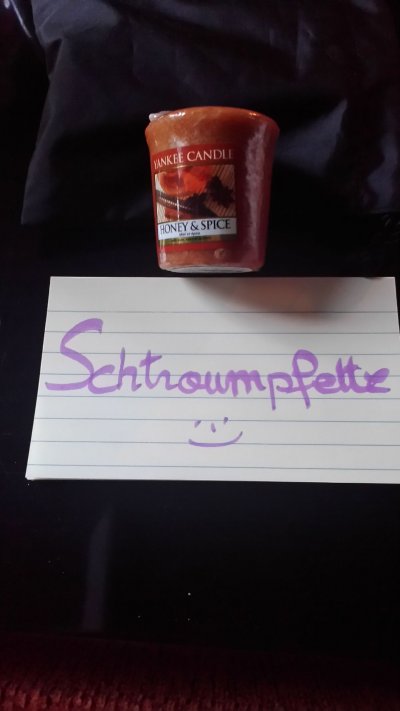 YANKEE CANDLE
HONEY & SPICE
Schtroumpfette